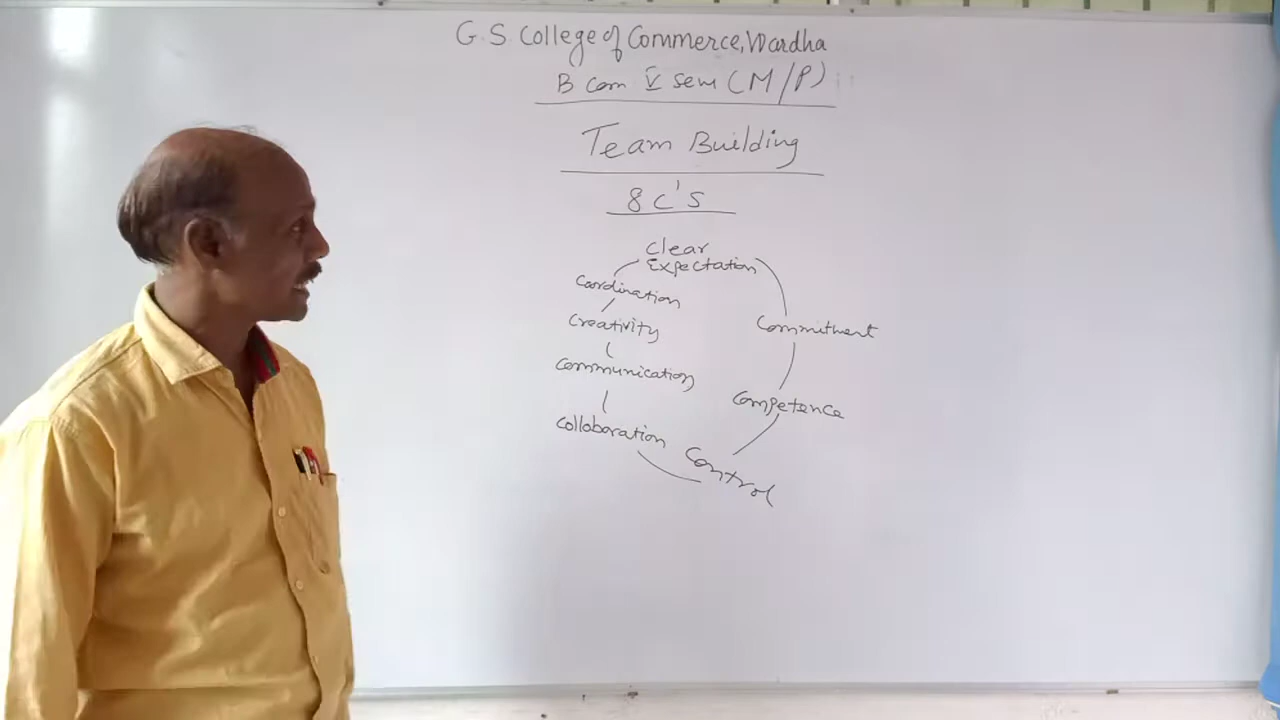 G.S. College of Commerce, Wardha
B Com V sem (M/P)
Team Building
8 C's
Clear
Expectation
Coordination
Creativity
Communication
Collaboration
Commitment
Competence
Control